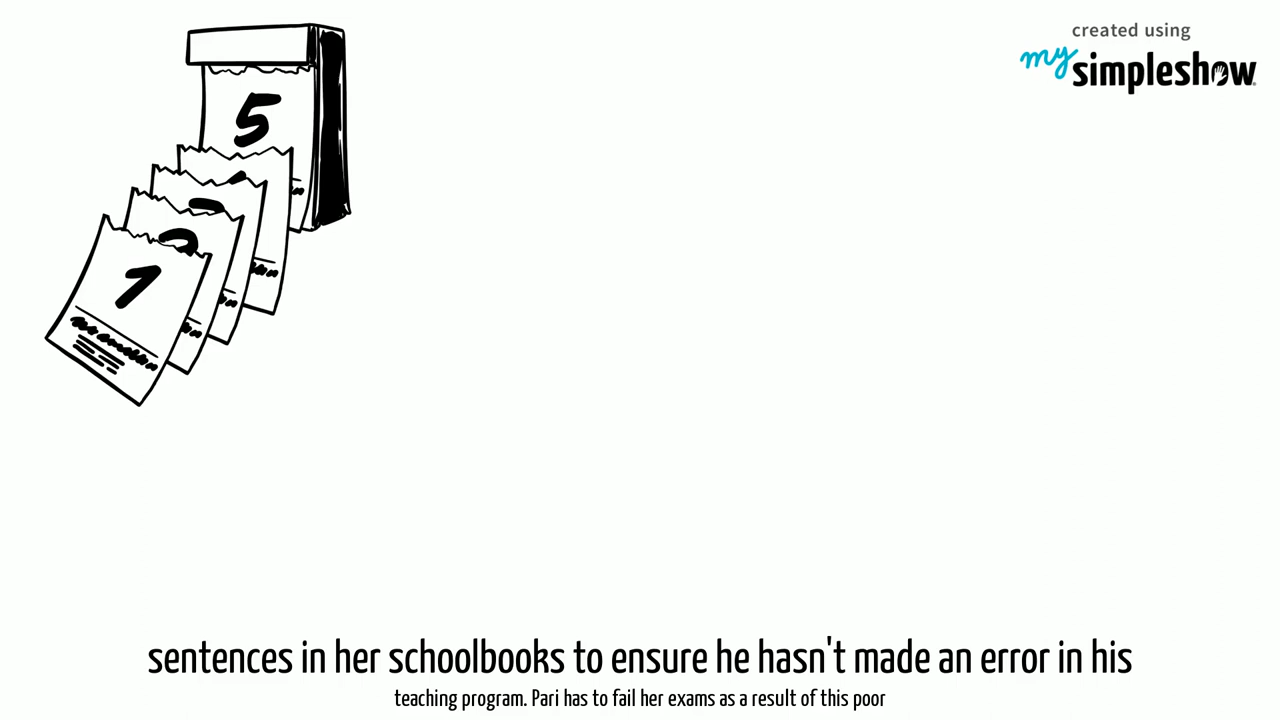 created using
my simpleshow
5
1
sentences in her schoolbooks to ensure he hasn't made an error in his
teaching program. Pari has to fail her exams as a result of this poor